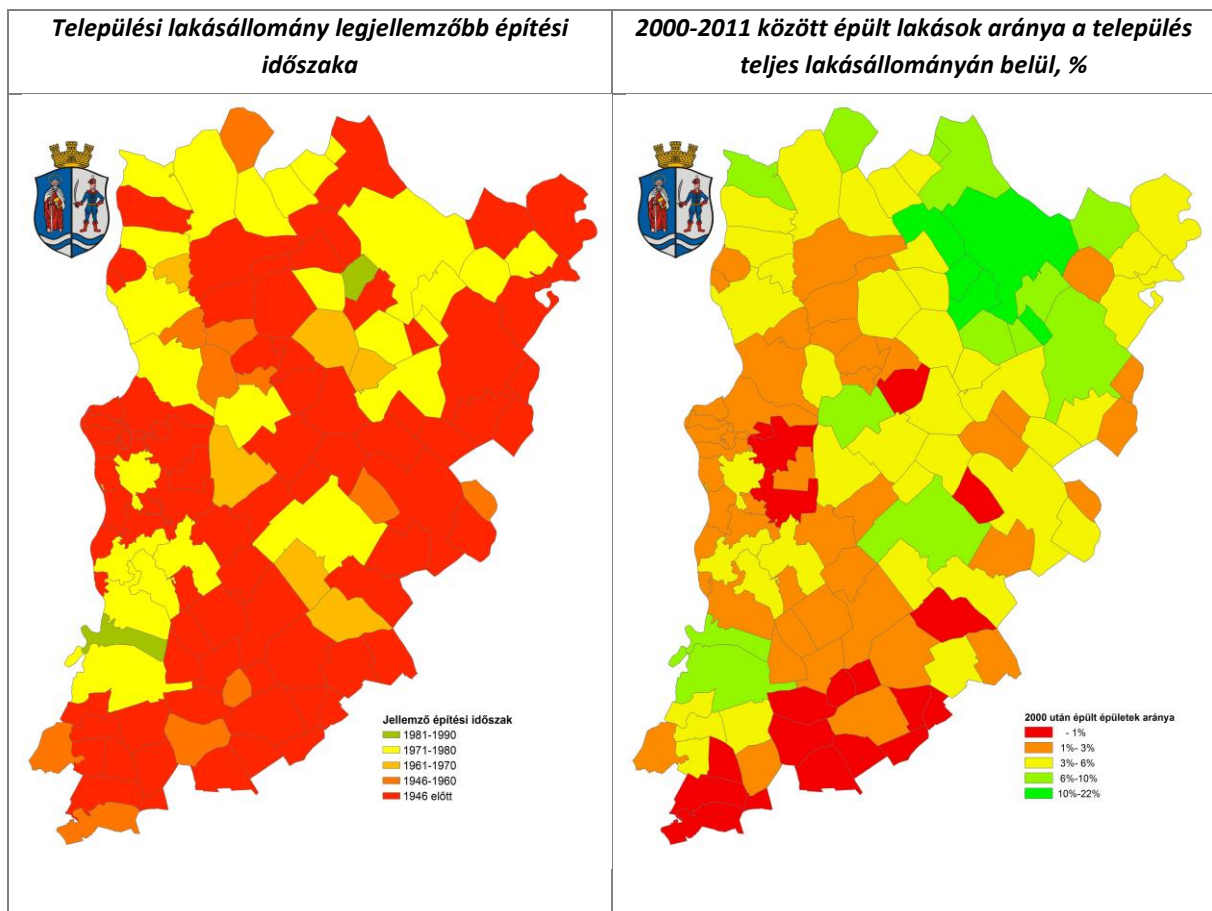 Települési lakásállomány legjellemzőbb építési
időszaka
2000-2011 között épült lakások aránya a település
teljes lakásállományán belül, %
Jellemző építési időszak
1981-1990
1971-1980
1961-1970
1946-1960
1946 előtt
2000 után épült épületek aránya
- 1%
1%- 3%
3%- 6%
6%-10%
10%-22%